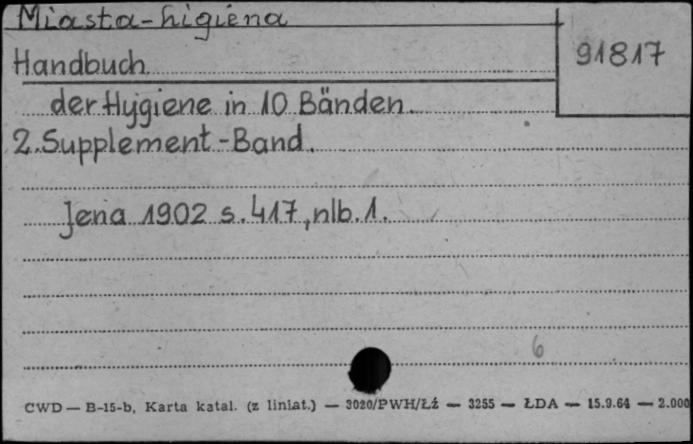 Miasta-higiena
91817
Handbuch
der Hygiene in 10 Bänden.
2. Supplement-Band.
Jena 1902 s. 417, nlb. 1.
6
CWD — B-15-b, Karta katal. (z liniat.) — 3020/PWH/Łź — 3255 — ŁDA — 15.9.64 — 2.000